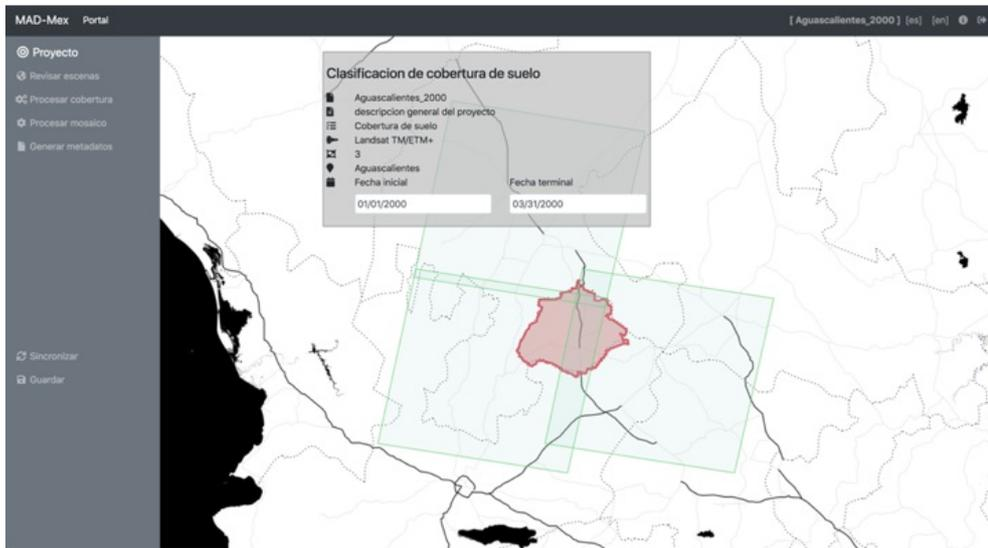 MAD-Mex Portal [ Aguascalientes_2000 ] [es] [en]
Proyecto
Revisar escenas
Procesar cobertura
Procesar mosaico
Generar metadatos
Sincronizar
Guardar
Clasificacion de cobertura de suelo
Aguascalientes_2000
descripcion general del proyecto
Cobertura de suelo
Landsat TM/ETM+
3
Aguascalientes
Fecha inicial Fecha terminal
01/01/2000 03/31/2000